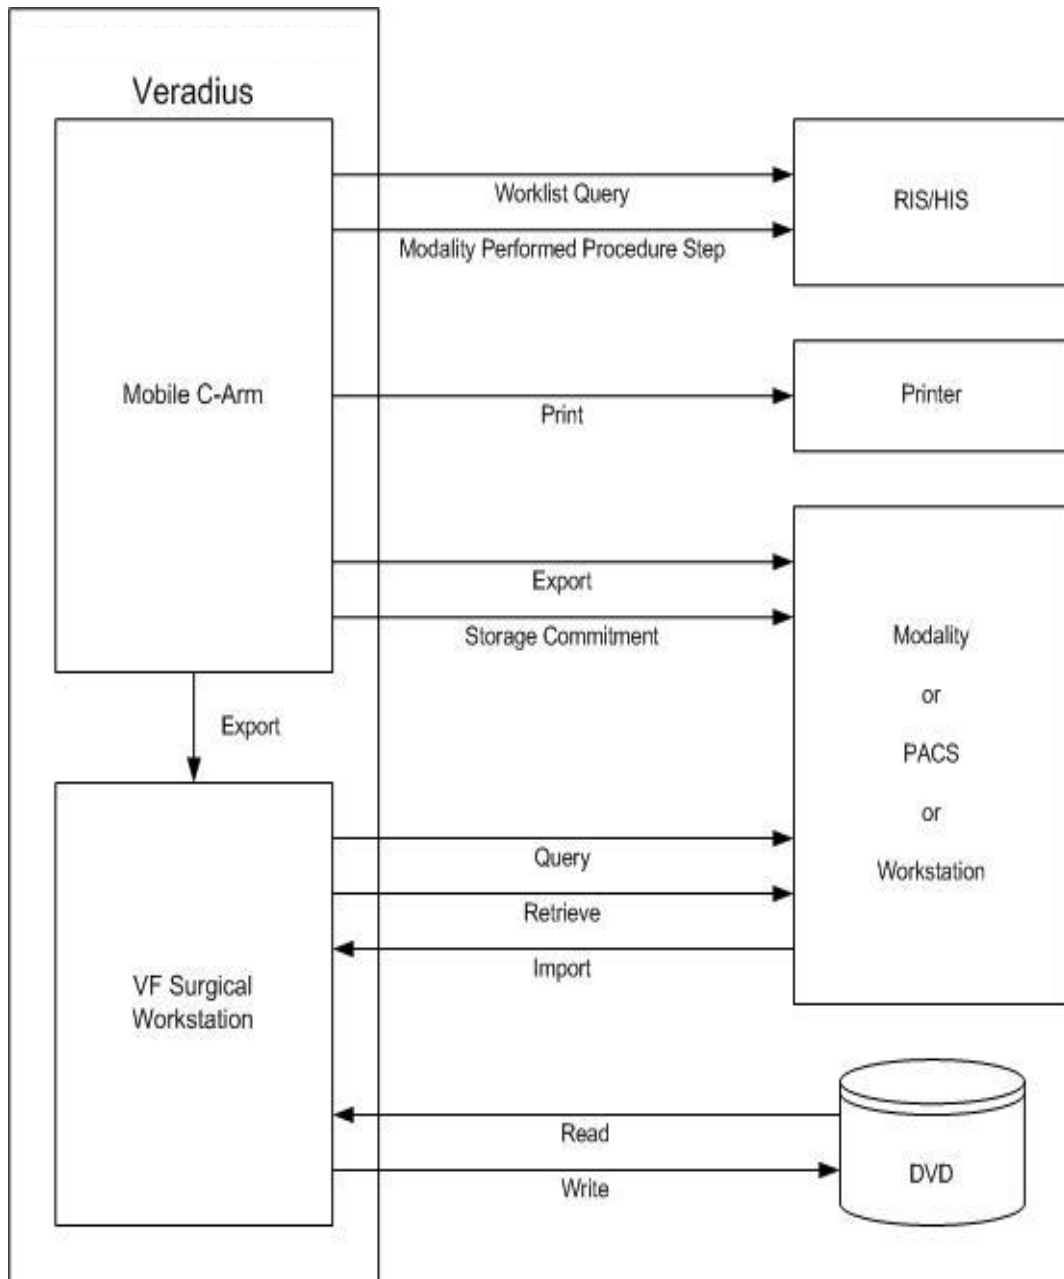 Veradius
Worklist Query
RIS/HIS
Modality Performed Procedure Step
Mobile C-Arm
Print
Printer
Export
Storage Commitment
Modality
or
PACS
or
Workstation
Export
Query
Retrieve
Import
VF Surgical
Workstation
Read
Write
DVD